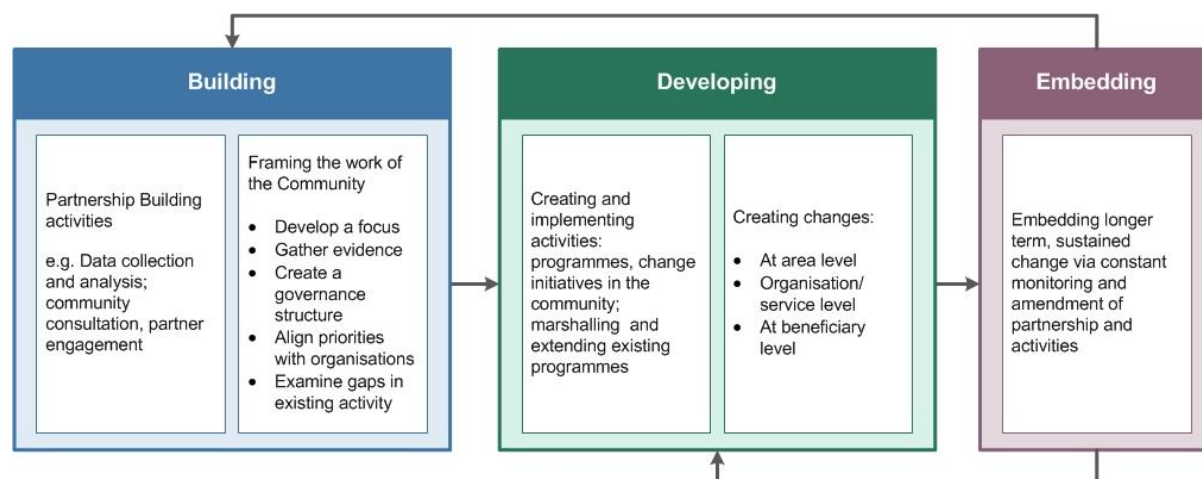 Building
Partnership Building
activities
e.g. Data collection
and analysis;
community
consultation, partner
engagement
Framing the work of
the Community
● Develop a focus
● Gather evidence
● Create a
governance
structure
● Align priorities
with organisations
● Examine gaps in
existing activity
Developing
Creating and
implementing
activities:
programmes, change
initiatives in the
community;
marshalling and
extending existing
programmes
Creating changes:
● At area level
● Organisation/
service level
● At beneficiary
level
Embedding
Embedding longer
term, sustained
change via constant
monitoring and
amendment of
partnership and
activities